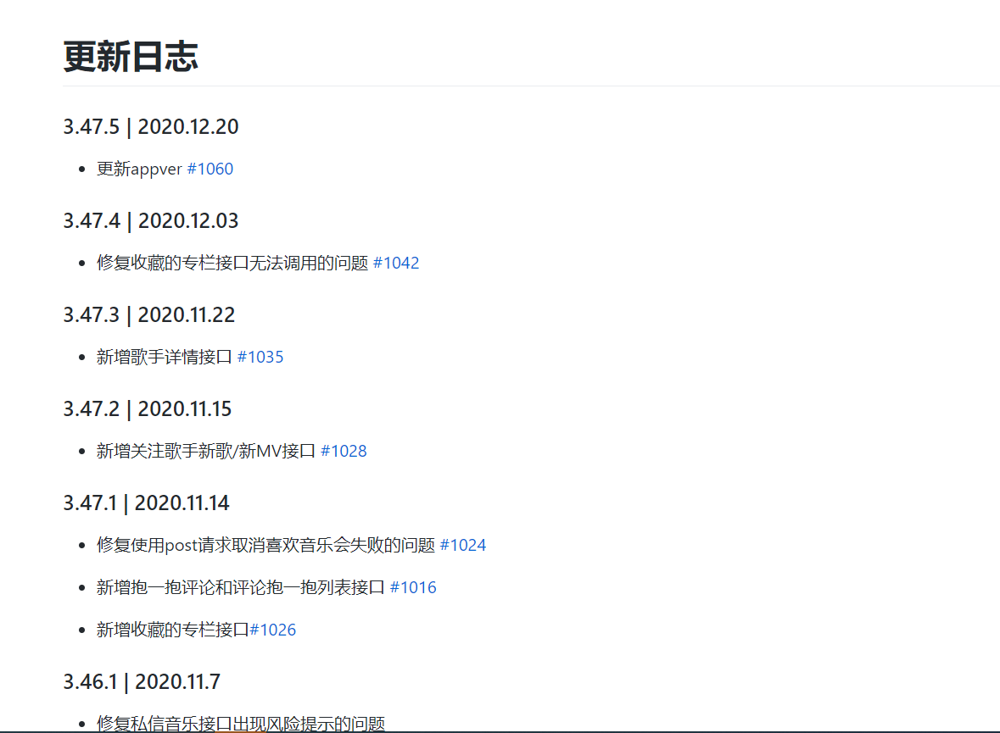 更新日志
3.47.5 | 2020.12.20
更新appver #1060
3.47.4 | 2020.12.03
修复收藏的专栏接口无法调用的问题 #1042
3.47.3 | 2020.11.22
新增歌手详情接口 #1035
3.47.2 | 2020.11.15
新增关注歌手新歌/新MV接口 #1028
3.47.1 | 2020.11.14
修复使用post请求取消喜欢音乐会失败的问题 #1024
新增抱一抱评论和评论抱一抱列表接口 #1016
新增收藏的专栏接口#1026
3.46.1 | 2020.11.7
修复私信音乐接口出现风险提示的问题